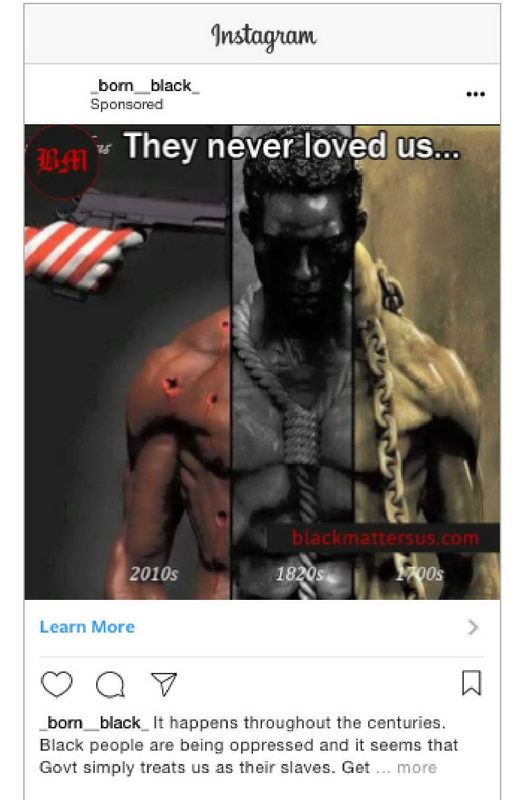 Instagram
_born__black_
Sponsored
BM
They never loved us...
blackmattersus.com
2010s
1820s
1700s
Learn More
_born__black_ It happens throughout the centuries.
Black people are being oppressed and it seems that
Govt simply treats us as their slaves. Get ... more